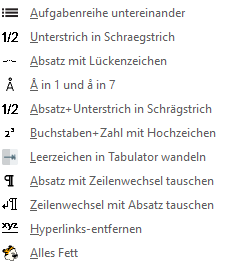 Aufgabenreihe untereinander
1/2 Unterstrich in Schraegstrich
Absatz mit Lückenzeichen
Å Å in 1 und å in 7
1/2 Absatz+Unterstrich in Schrägstrich
2³ Buchstaben+Zahl mit Hochzeichen
Leerzeichen in Tabulator wandeln
¶ Absatz mit Zeilenwechsel tauschen
↵¶ Zeilenwechsel mit Absatz tauschen
xyz Hyperlinks-entfernen
Alles Fett